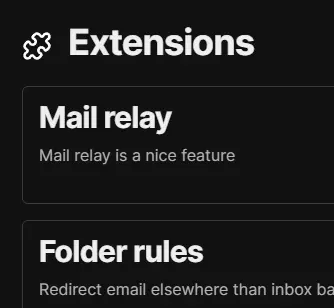 Extensions
Mail relay
Mail relay is a nice feature
Folder rules
Redirect email elsewhere than inbox ba